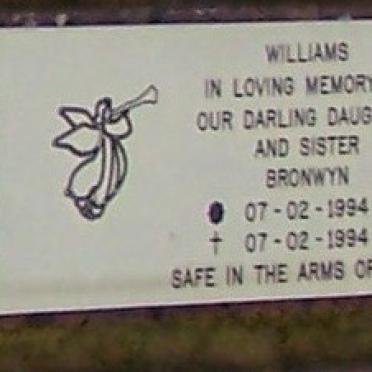 WILLIAMS
IN LOVING MEMORY
OUR DARLING DAUG
AND SISTER
BRONWYN
07-02-1994
† 07-02-1994
SAFE IN THE ARMS OF